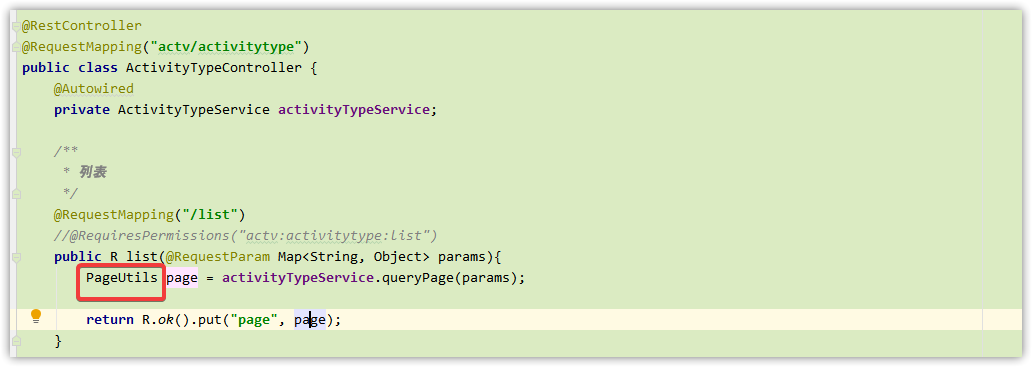 @RestController
@RequestMapping("actv/activitytype")
public class ActivityTypeController {
    @Autowired
    private ActivityTypeService activityTypeService;
    /**
     * 列表
     */
    @RequestMapping("/list")
    //@RequiresPermissions("actv:activitytype:list")
    public R list(@RequestParam Map<String, Object> params){
        PageUtils page = activityTypeService.queryPage(params);
        return R.ok().put("page", page);
    }